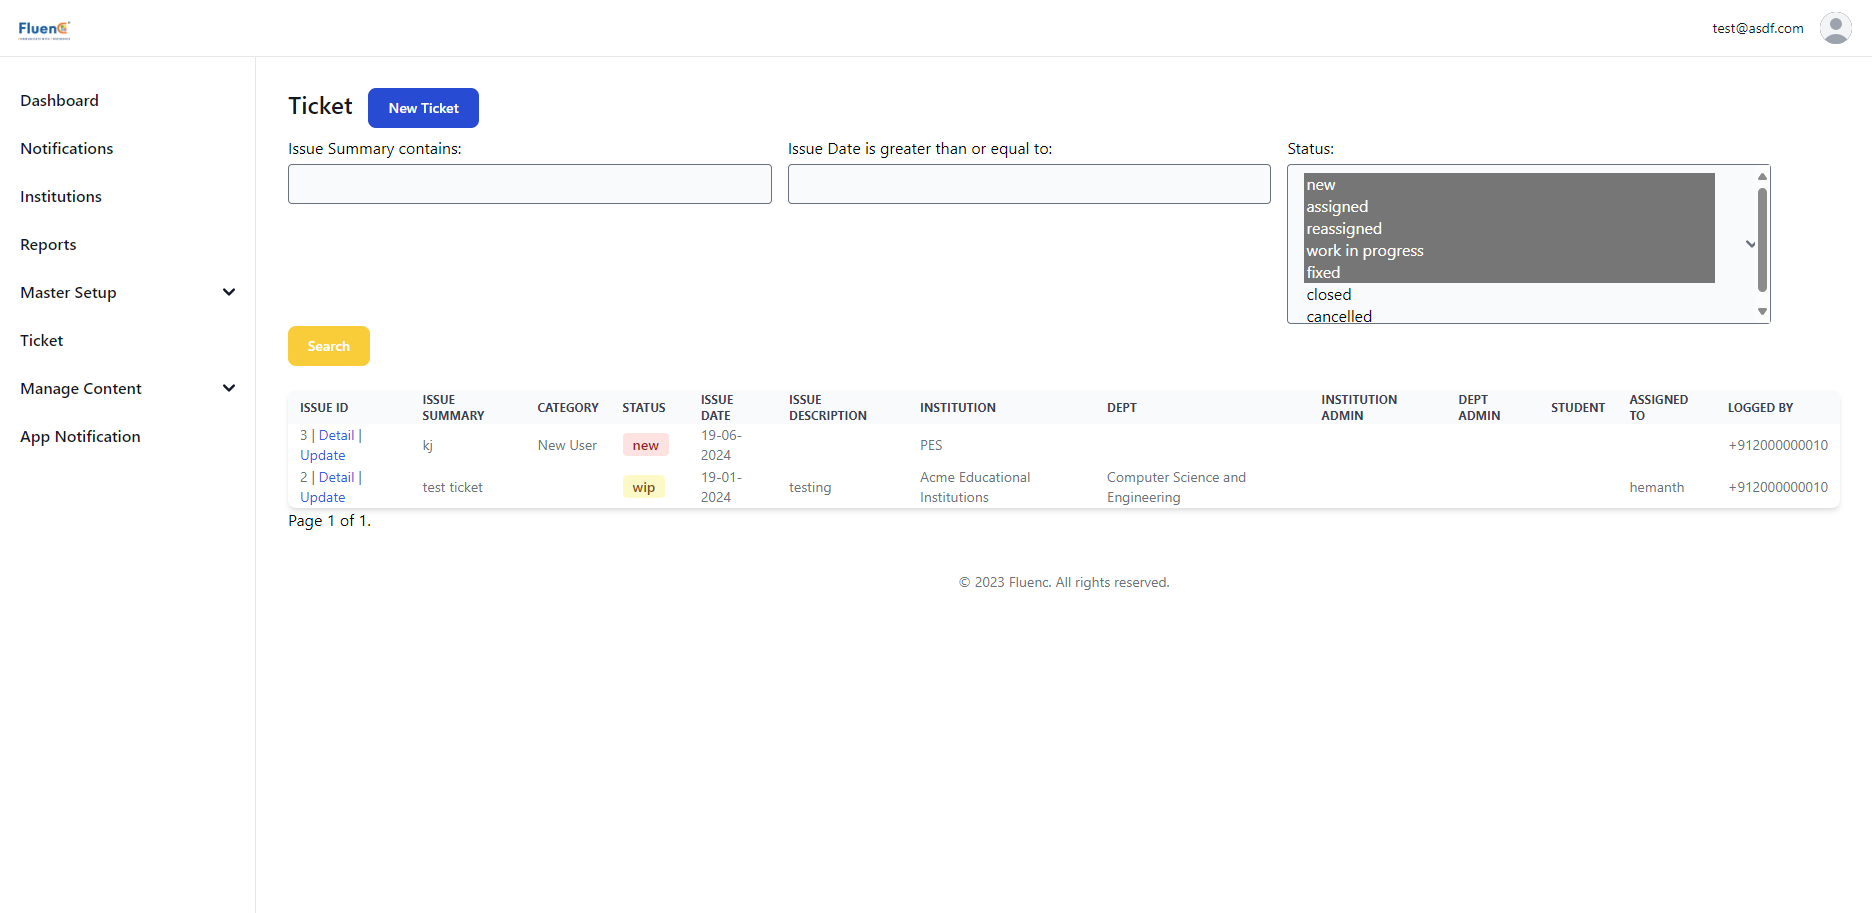 FluenC
test@asdf.com
Dashboard
Notifications
Institutions
Reports
Master Setup
Ticket
Manage Content
App Notification
Ticket
New Ticket
Issue Summary contains:
Issue Date is greater than or equal to:
Status:
new
assigned
reassigned
work in progress
fixed
closed
cancelled
Search
ISSUE ID ISSUE SUMMARY CATEGORY STATUS ISSUE DATE ISSUE DESCRIPTION INSTITUTION DEPT INSTITUTION ADMIN DEPT ADMIN STUDENT ASSIGNED TO LOGGED BY
3 | Detail | Update kj New User new 19-06-2024 PES +912000000010
2 | Detail | Update test ticket wip 19-01-2024 testing Acme Educational Institutions Computer Science and Engineering hemanth +912000000010
Page 1 of 1.
© 2023 Fluenc. All rights reserved.